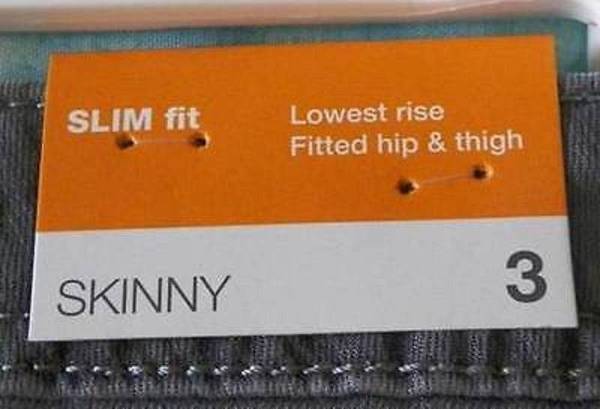 SLIM fit
Lowest rise
Fitted hip & thigh
SKINNY
3